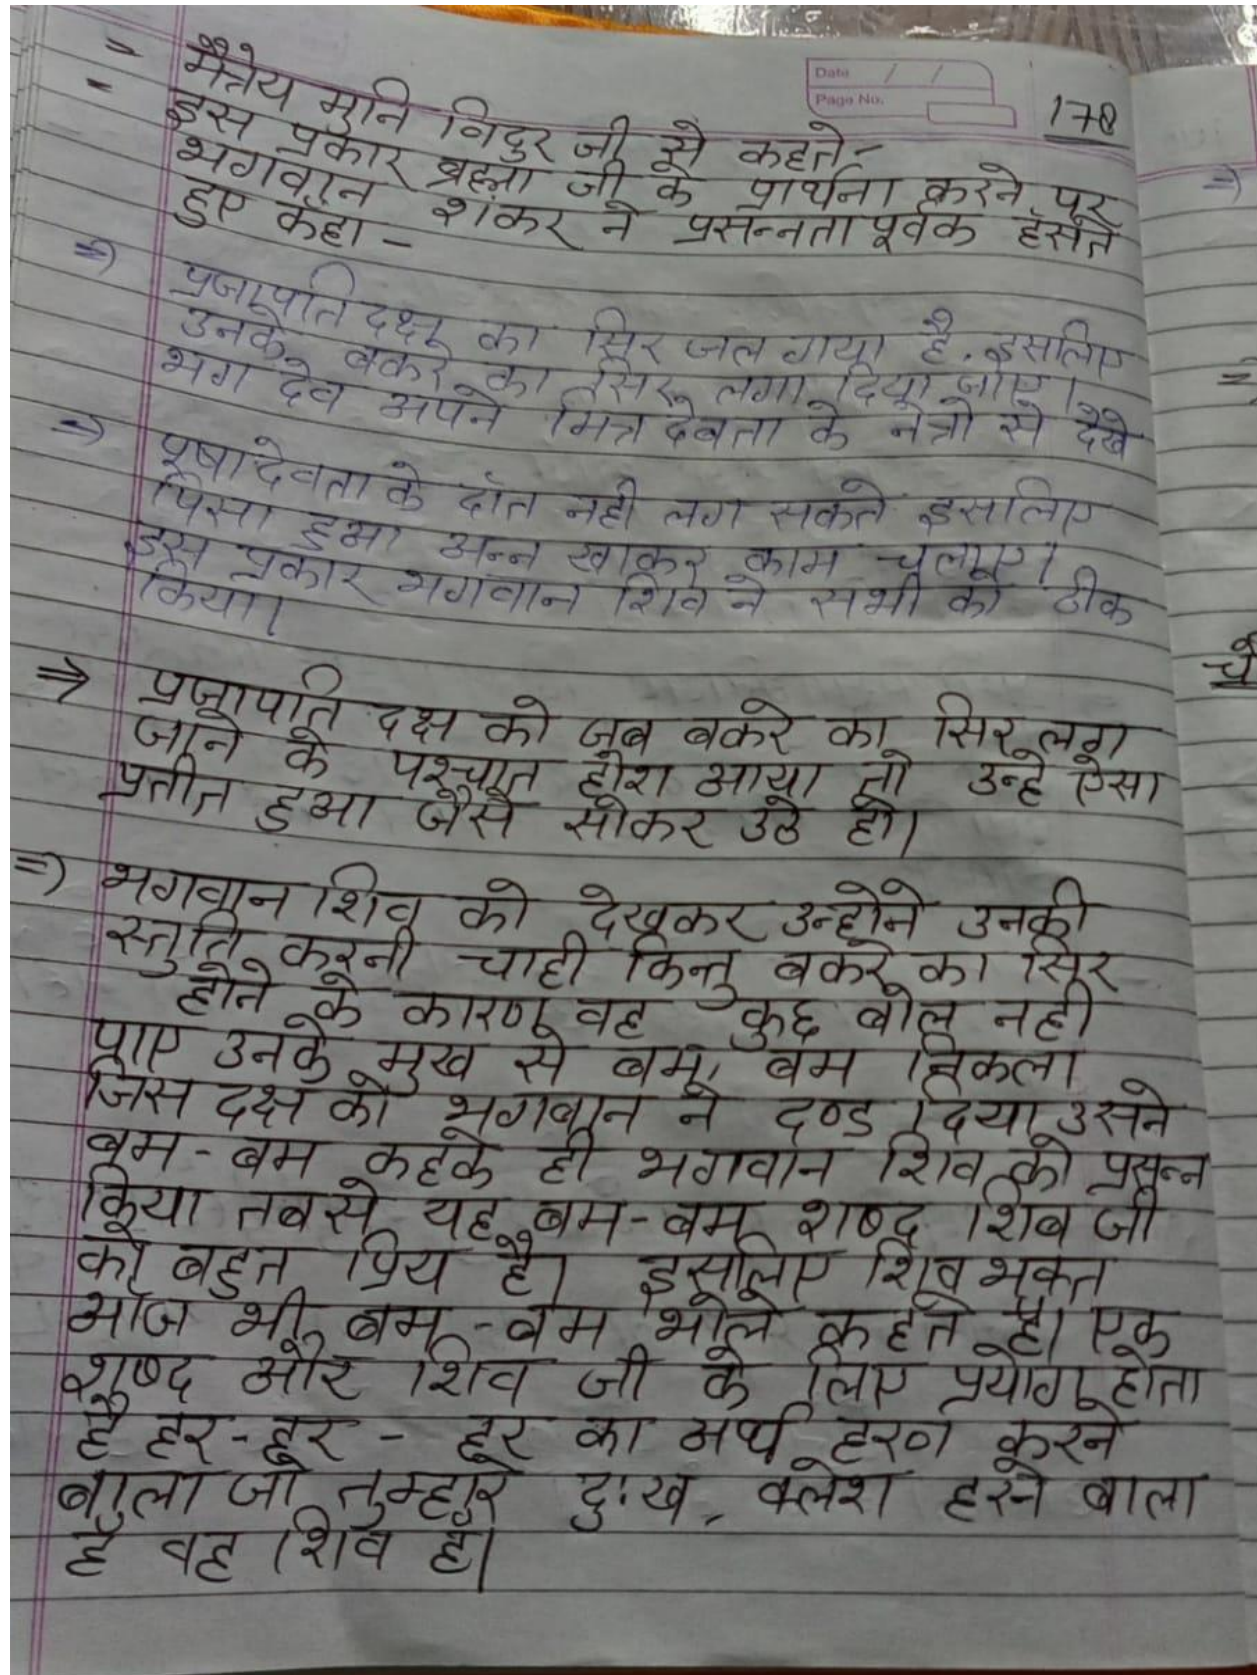 Date / /
Page No.
178
= मैत्रेय मुनि विदुर जी से कहते-
- इस प्रकार ब्रह्मा जी के प्रार्थना करने पर
भगवान शंकर ने प्रसन्नता पूर्वक हँसते
हुए कहा -
⇒ प्रजापति दक्ष का सिर जल गया है. इसलिए
उनके बकरे का सिर लगा दिया जाए।
भग देव अपने मित्र देवता के नेत्रो से देखे
⇒ पूषा देवता के दाँत नही लग सकते इसलिए
पिसा हुआ अन्न खाकर काम चलाए।
इस प्रकार भगवान शिव ने सभी को ठीक
किया।
⇒ प्रजापति दक्ष को जब बकरे का सिर लग
जाने के पश्चात होश आया तो उन्हे ऐसा
प्रतीत हुआ जैसे सोकर उठे हो।
⇒ भगवान शिव को देखकर उन्होने उनकी
स्तुति करनी चाही किन्तु बकरे का सिर
होने के कारण वह कुछ बोल नही
पाए उनके मुख से बम, बम निकला
जिस दक्ष को भगवान ने दण्ड दिया उसने
बम - बम कहके ही भगवान शिव को प्रसन्न
किया तबसे यह बम-बम शब्द शिव जी
को बहुत प्रिय है। इसलिए शिव भक्त
आज भी बम - बम भोले कहते है। एक
शब्द और शिव जी के लिए प्रयोग होता
है हर-हर - हर का अर्थ हरण करने
वाला जो तुम्हारे दु:ख, क्लेश हरने वाला
है वह शिव है।